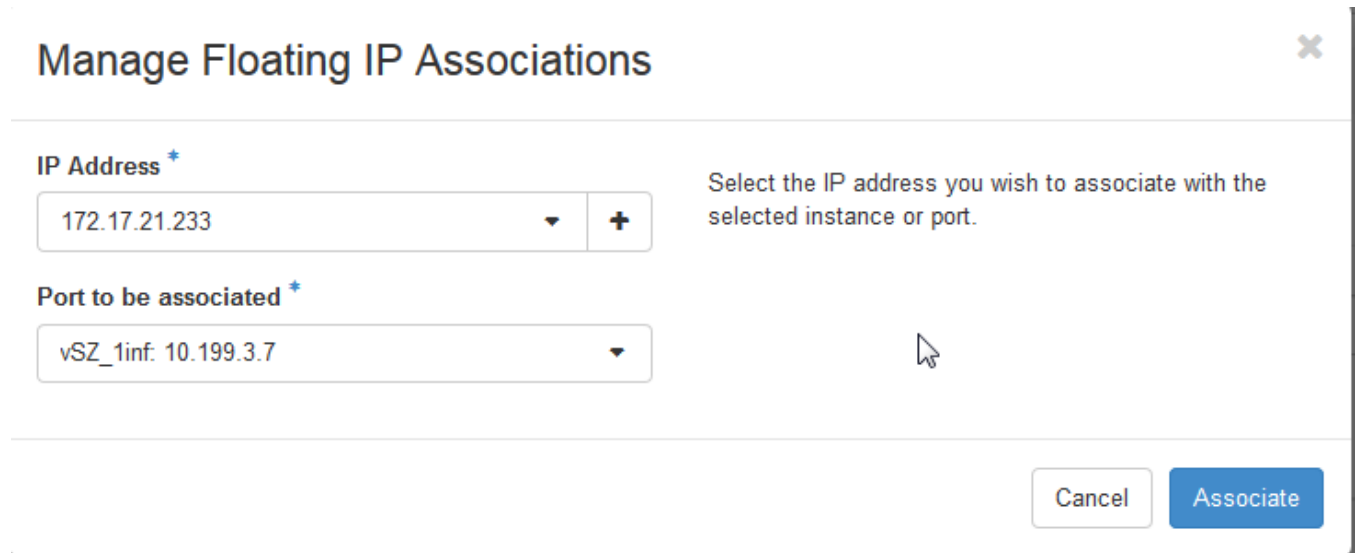 Manage Floating IP Associations
IP Address *
172.17.21.233
Select the IP address you wish to associate with the
selected instance or port.
Port to be associated *
vSZ_1inf: 10.199.3.7
Cancel
Associate